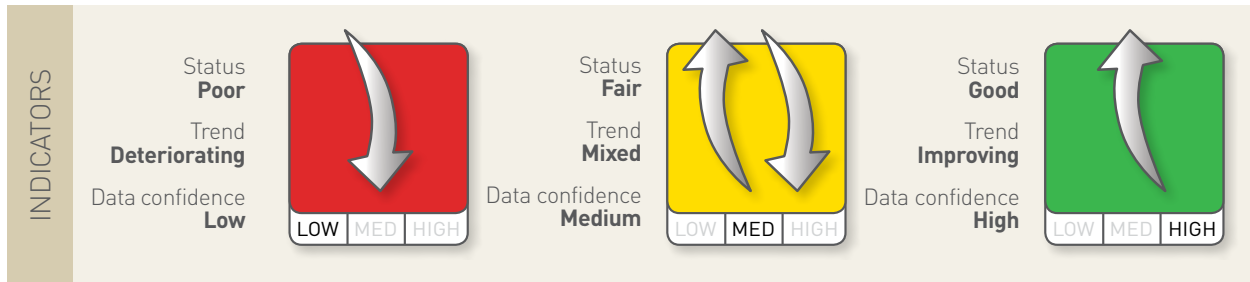 INDICATORS
Status
Poor
Trend
Deteriorating
Data confidence
Low
LOW MED HIGH
Status
Fair
Trend
Mixed
Data confidence
Medium
LOW MED HIGH
Status
Good
Trend
Improving
Data confidence
High
LOW MED HIGH